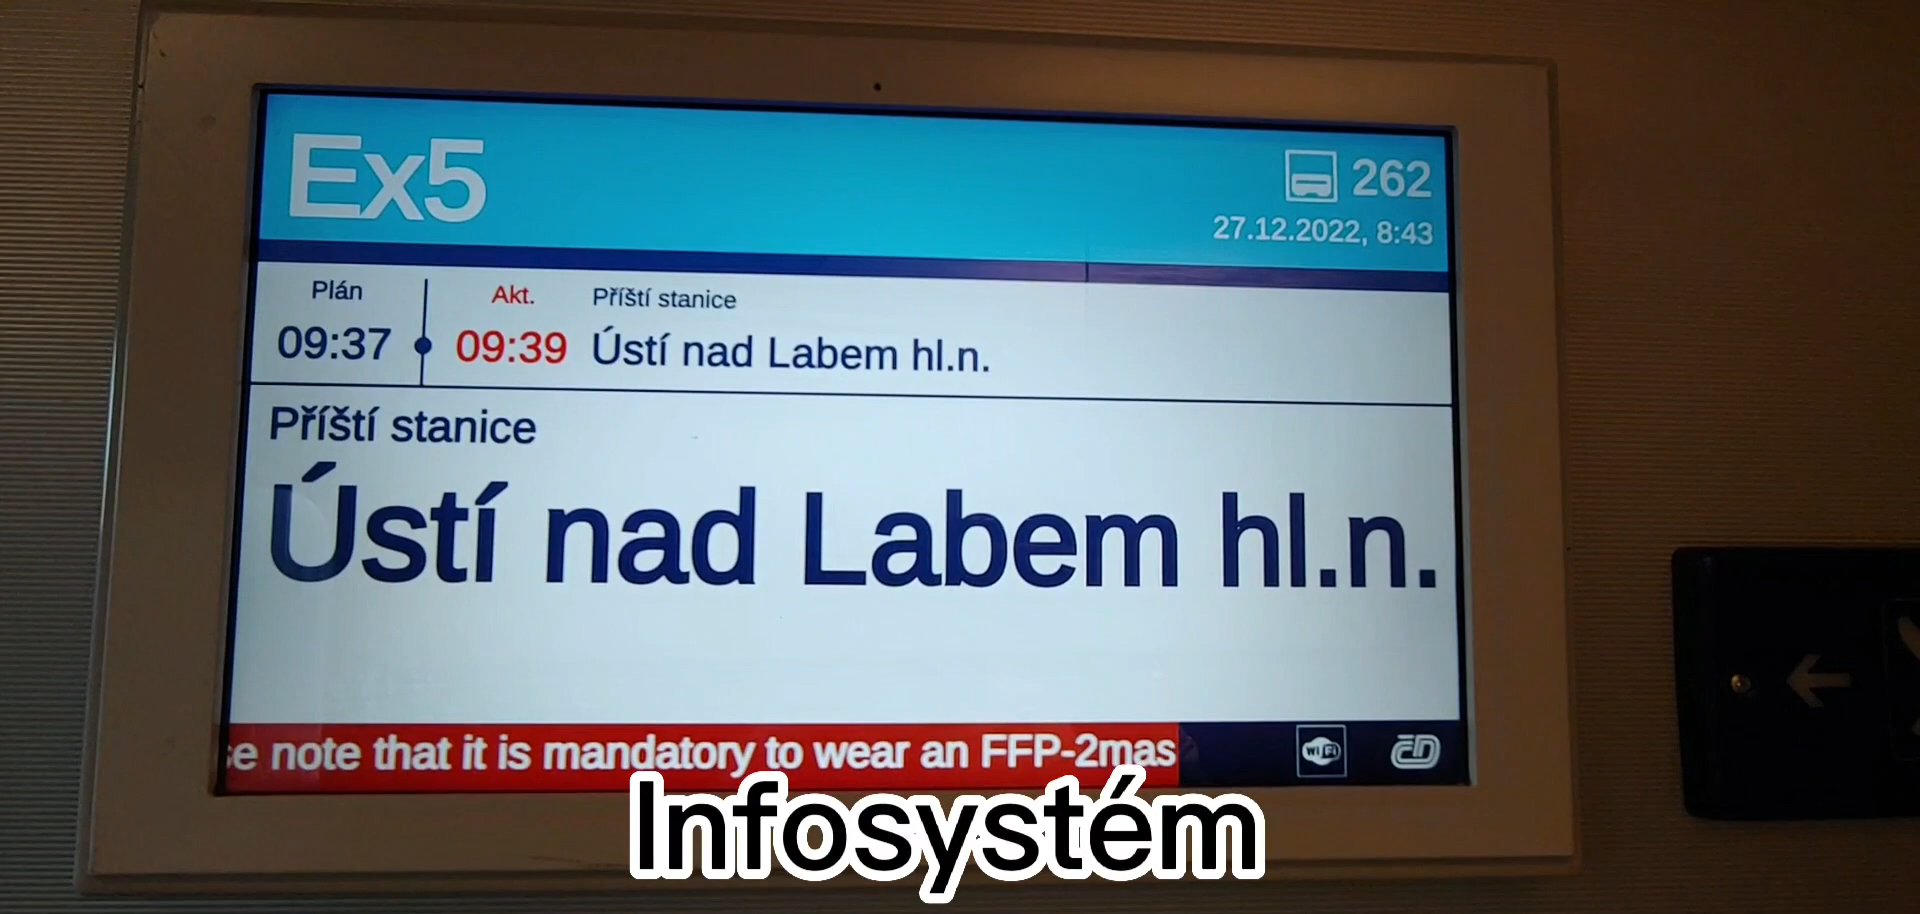 Ex5
262
27.12.2022, 8:43
Plán
Akt.
Příští stanice
09:37
09:39
Ústí nad Labem hl.n.
Příští stanice
Ústí nad Labem hl.n.
e note that it is mandatory to wear an FFP-2mas
WiFi
ČD
Infosystém